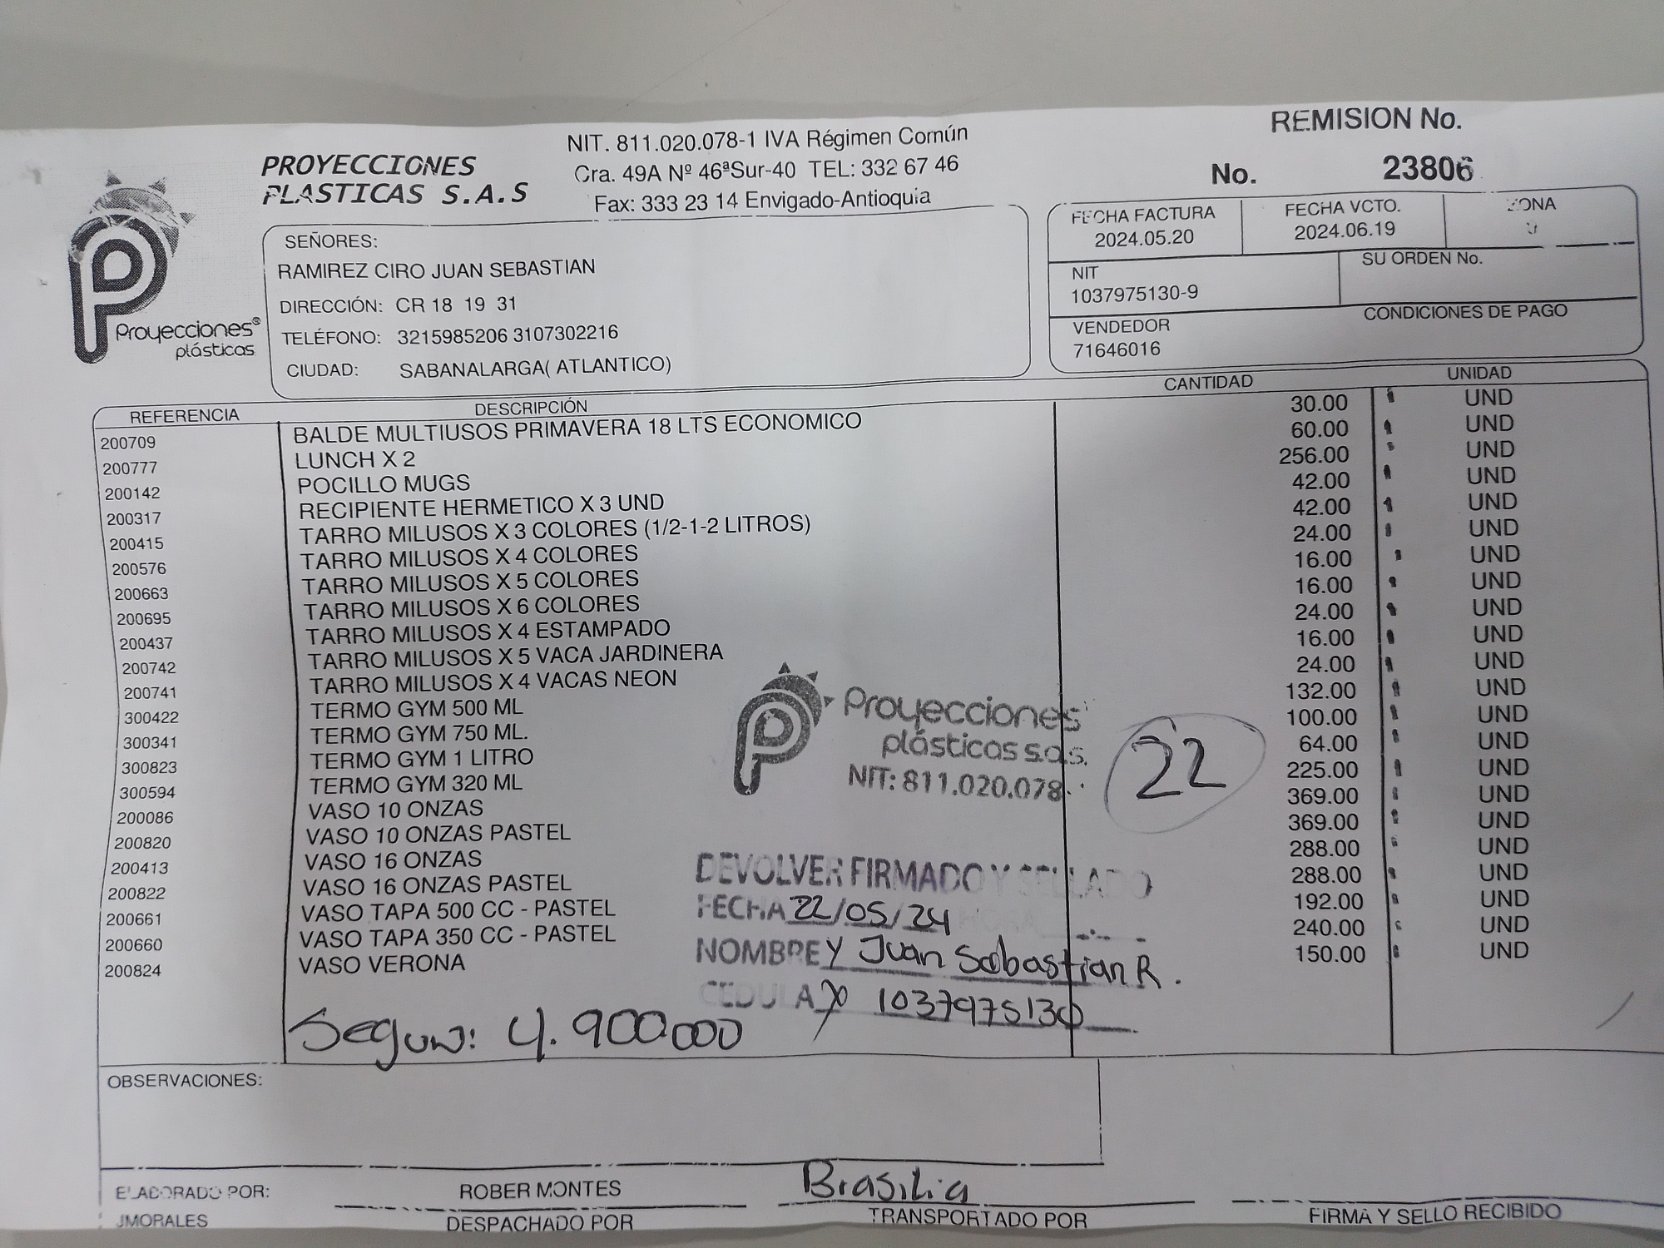 REMISION No.
No. 23806
NIT. 811.020.078-1 IVA Régimen Común
Cra. 49A Nº 46ªSur-40 TEL: 332 67 46
Fax: 333 23 14 Envigado-Antioquia
PROYECCIONES
PLASTICAS S.A.S
Proyecciones®
plásticas
SEÑORES:
RAMIREZ CIRO JUAN SEBASTIAN
DIRECCIÓN: CR 18 19 31
TELÉFONO: 3215985206 3107302216
CIUDAD: SABANALARGA( ATLANTICO)
FECHA FACTURA FECHA VCTO. ZONA
2024.05.20 2024.06.19
NIT SU ORDEN No.
1037975130-9
VENDEDOR CONDICIONES DE PAGO
71646016
REFERENCIA DESCRIPCIÓN CANTIDAD UNIDAD
200709 BALDE MULTIUSOS PRIMAVERA 18 LTS ECONOMICO 30.00 UND
200777 LUNCH X 2 60.00 UND
200142 POCILLO MUGS 256.00 UND
200317 RECIPIENTE HERMETICO X 3 UND 42.00 UND
200415 TARRO MILUSOS X 3 COLORES (1/2-1-2 LITROS) 42.00 UND
200576 TARRO MILUSOS X 4 COLORES 24.00 UND
200663 TARRO MILUSOS X 5 COLORES 16.00 UND
200695 TARRO MILUSOS X 6 COLORES 16.00 UND
200437 TARRO MILUSOS X 4 ESTAMPADO 24.00 UND
200742 TARRO MILUSOS X 5 VACA JARDINERA 16.00 UND
200741 TARRO MILUSOS X 4 VACAS NEON 24.00 UND
300422 TERMO GYM 500 ML 132.00 UND
300341 TERMO GYM 750 ML. 100.00 UND
300823 TERMO GYM 1 LITRO 64.00 UND
300594 TERMO GYM 320 ML 225.00 UND
200086 VASO 10 ONZAS 369.00 UND
200820 VASO 10 ONZAS PASTEL 369.00 UND
200413 VASO 16 ONZAS 288.00 UND
200822 VASO 16 ONZAS PASTEL 288.00 UND
200661 VASO TAPA 500 CC - PASTEL 192.00 UND
200660 VASO TAPA 350 CC - PASTEL 240.00 UND
200824 VASO VERONA 150.00 UND
Proyecciones
plásticas s.a.s.
NIT: 811.020.078
22
DEVOLVER FIRMADO Y SELLADO
FECHA 22/05/24 HORA
NOMBRE Y Juan Sebastian R.
CEDULA 1037975130
Seguro: 4.900.000
OBSERVACIONES:
ELABORADO POR: ROBER MONTES Brasilia
JMORALES DESPACHADO POR TRANSPORTADO POR FIRMA Y SELLO RECIBIDO